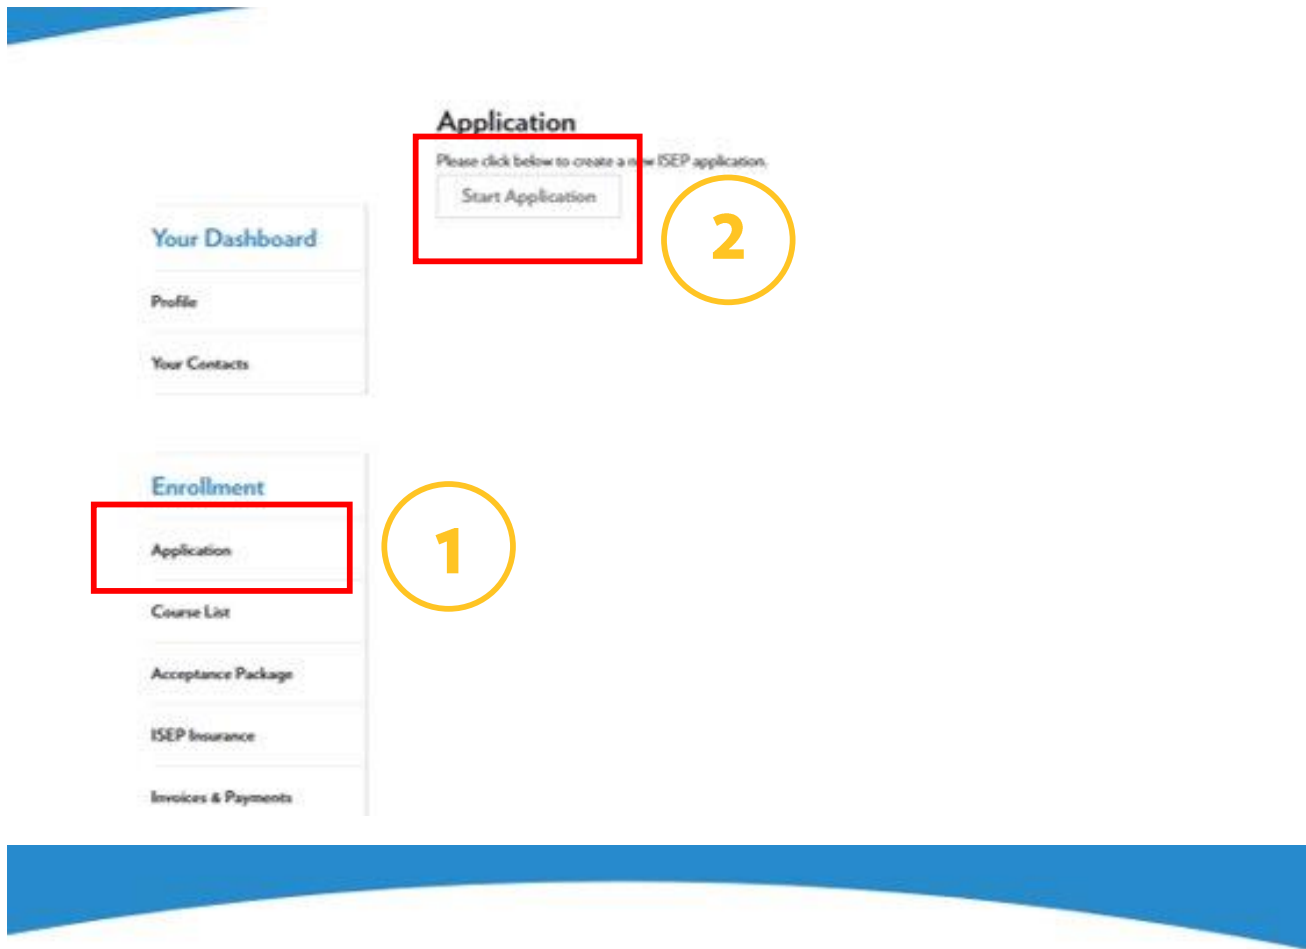 Application
Please click below to create a new ISEP application.
Start Application
2
Your Dashboard
Profile
Your Contacts
Enrollment
Application
1
Course List
Acceptance Package
ISEP Insurance
Invoices & Payments